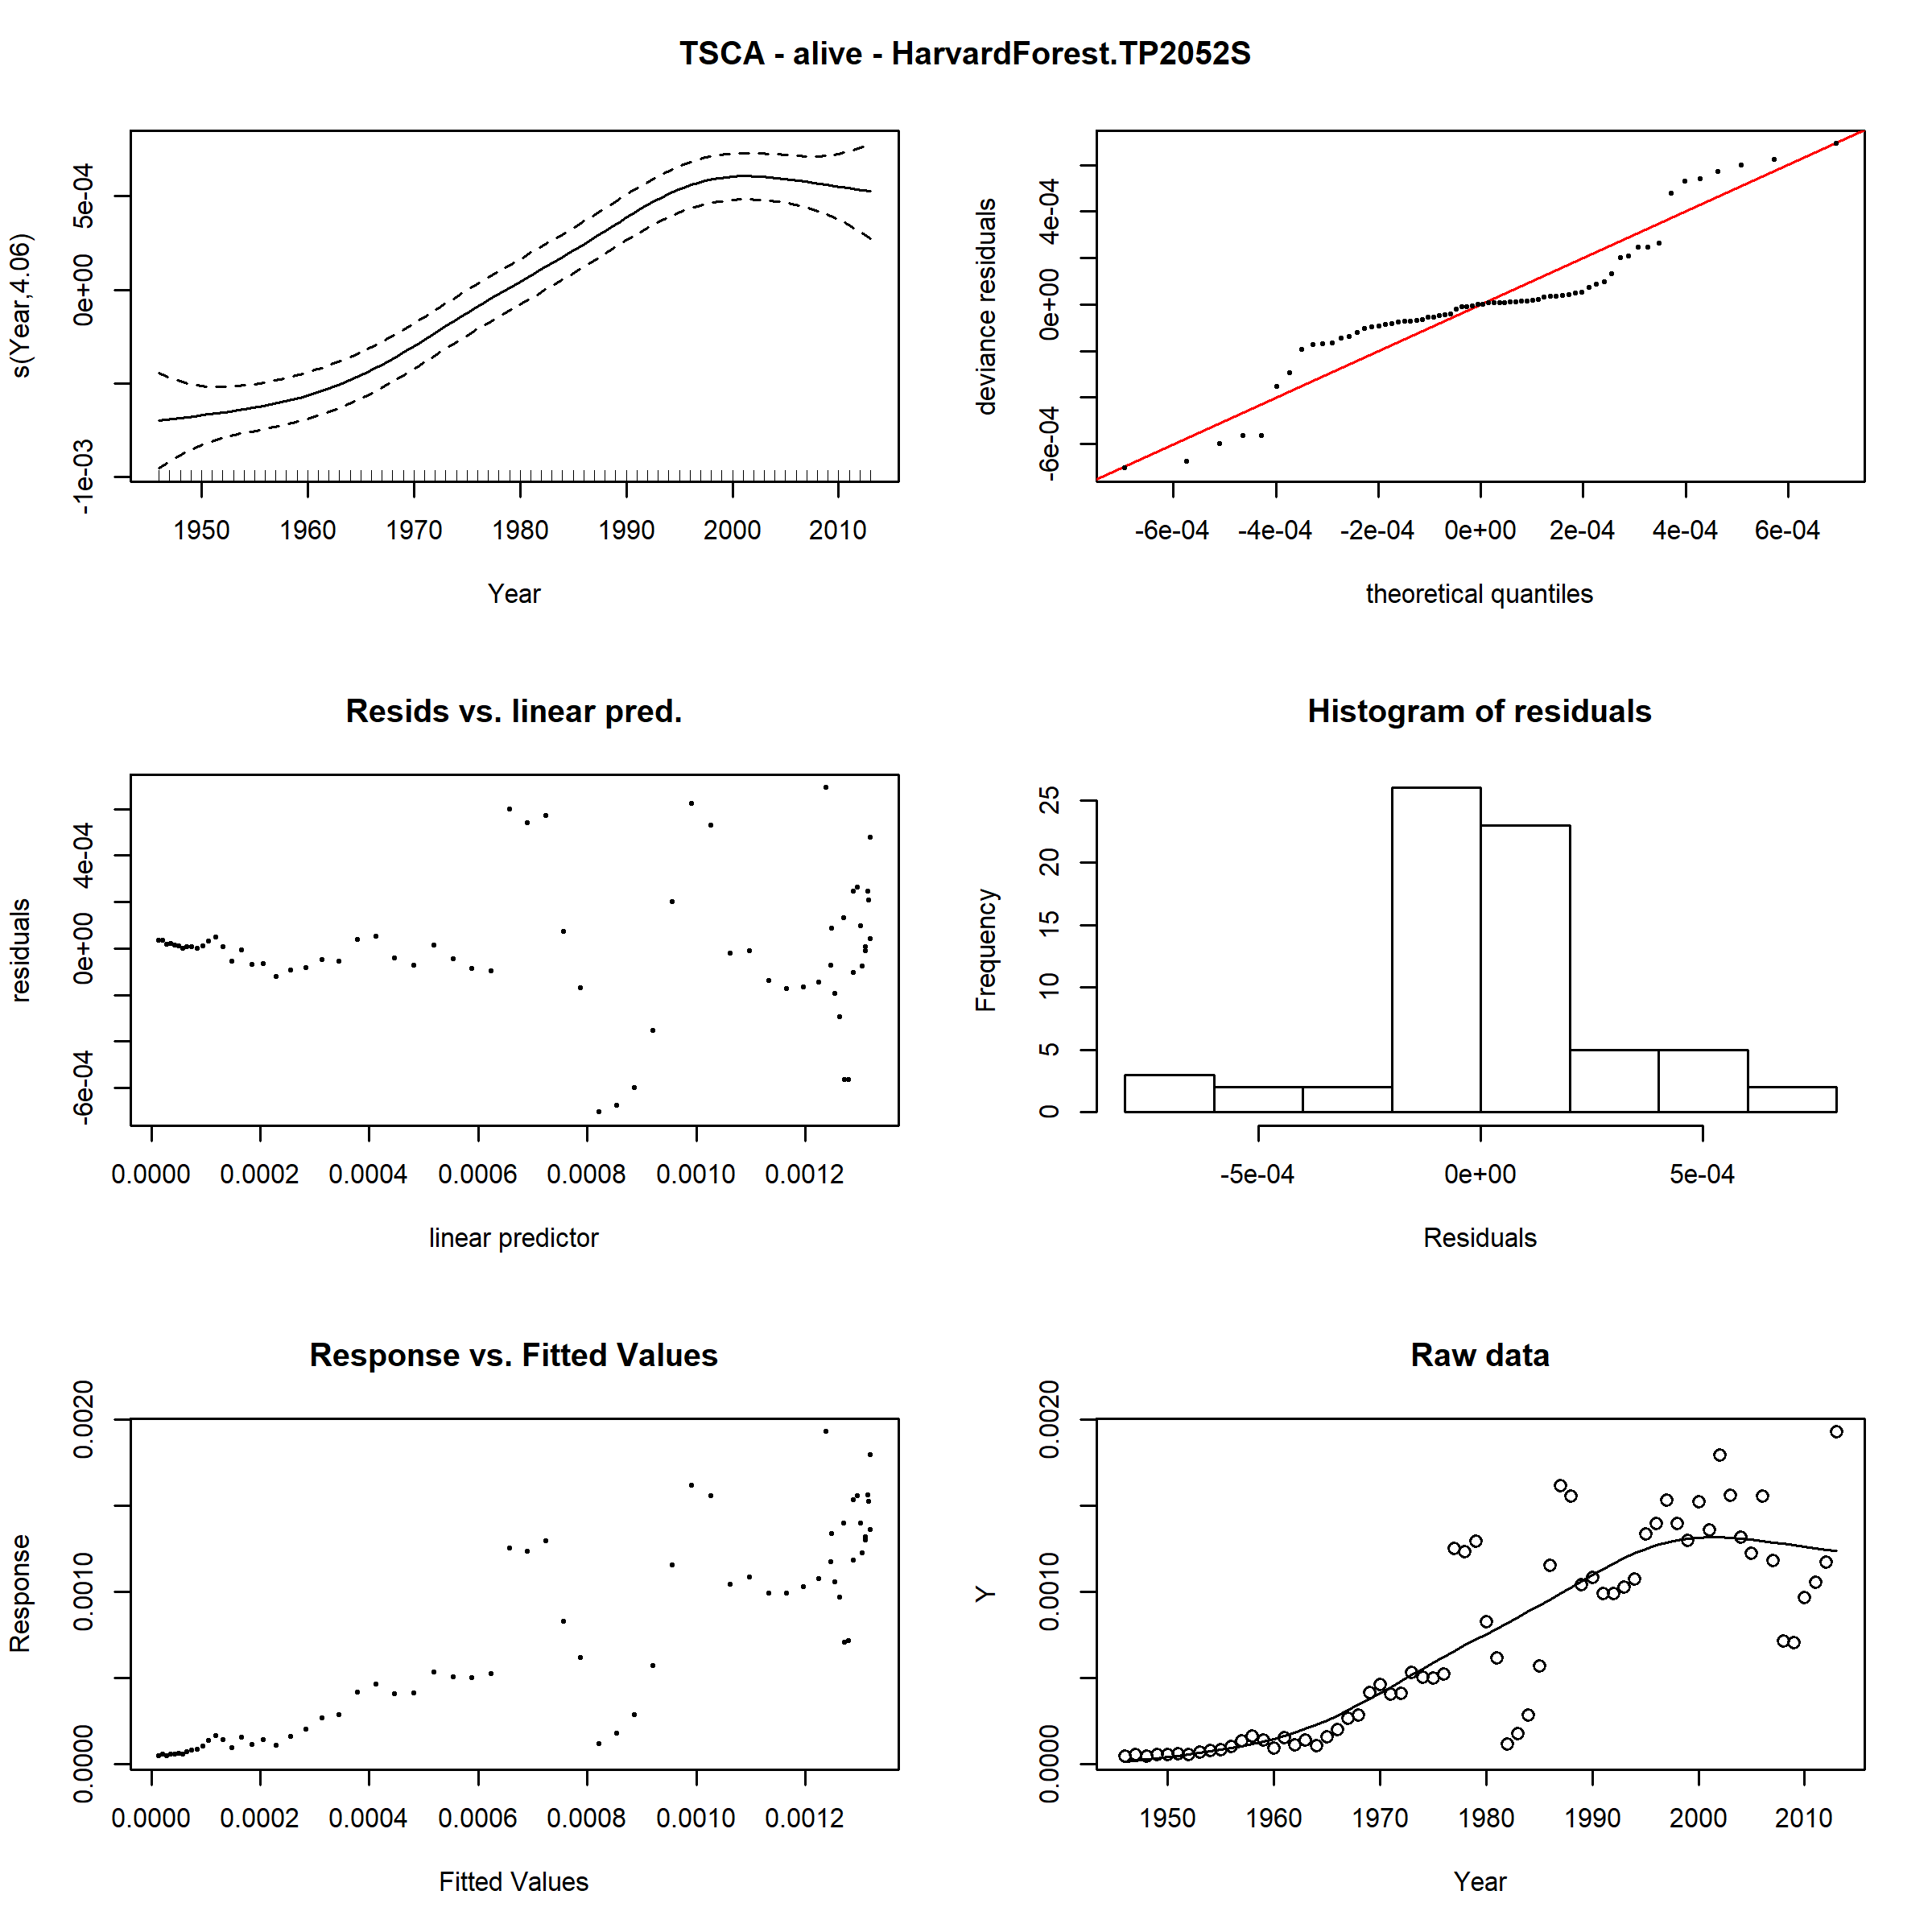 TSCA - alive - HarvardForest.TP2052S
s(Year,4.06)
-1e-03 0e+00 5e-04
1950 1960 1970 1980 1990 2000 2010
Year
deviance residuals
-6e-04 0e+00 4e-04
-6e-04 -4e-04 -2e-04 0e+00 2e-04 4e-04 6e-04
theoretical quantiles
Resids vs. linear pred.
residuals
-6e-04 0e+00 4e-04
0.0000 0.0002 0.0004 0.0006 0.0008 0.0010 0.0012
linear predictor
Histogram of residuals
Frequency
0 5 10 15 20 25
-5e-04 0e+00 5e-04
Residuals
Response vs. Fitted Values
Response
0.0000 0.0010 0.0020
0.0000 0.0002 0.0004 0.0006 0.0008 0.0010 0.0012
Fitted Values
Raw data
Y
0.0000 0.0010 0.0020
1950 1960 1970 1980 1990 2000 2010
Year